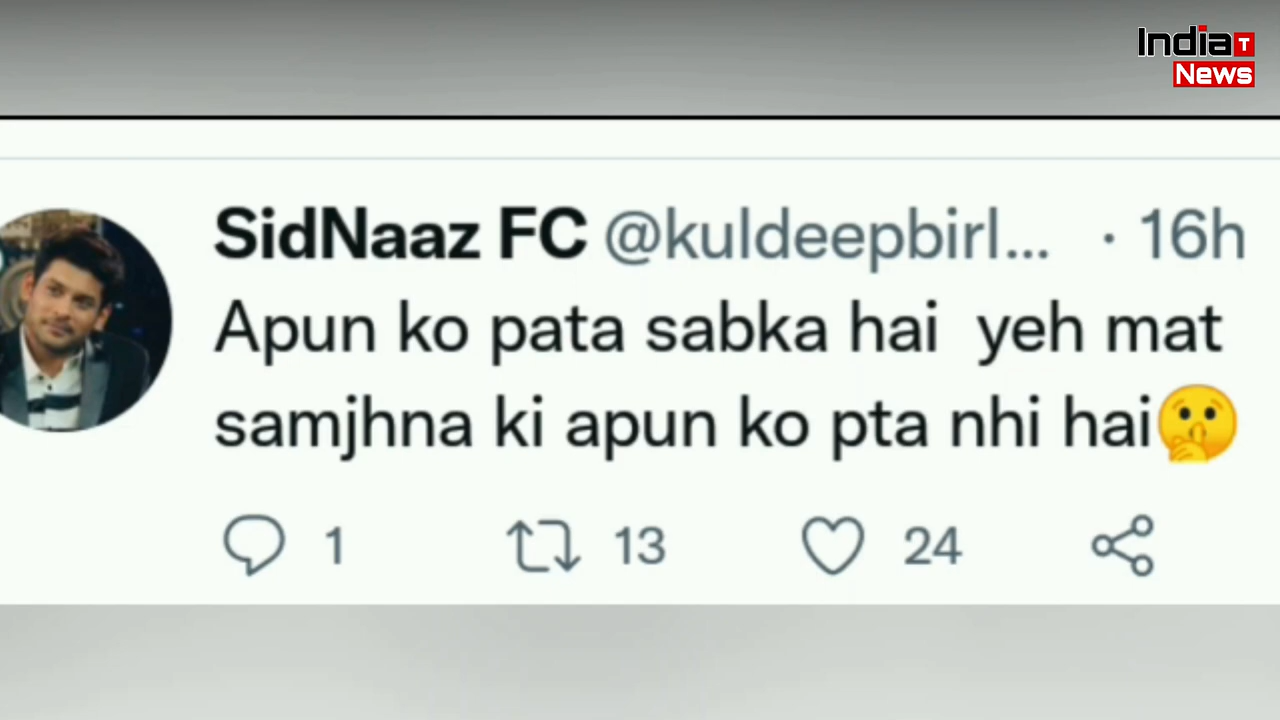 India T
News
SidNaaz FC @kuldeepbirl... · 16h
Apun ko pata sabka hai yeh mat
samjhna ki apun ko pta nhi hai🤫
1 13 24